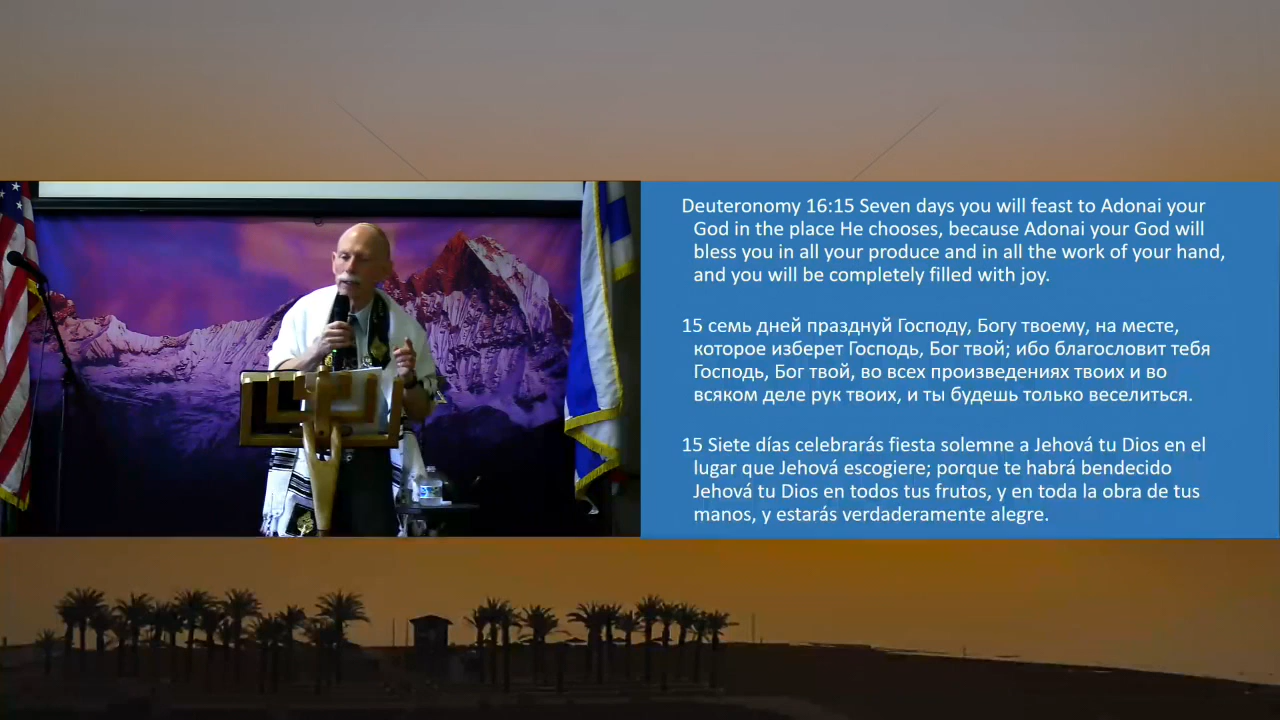 Deuteronomy 16:15 Seven days you will feast to Adonai your
God in the place He chooses, because Adonai your God will
bless you in all your produce and in all the work of your hand,
and you will be completely filled with joy.
15 семь дней празднуй Господу, Богу твоему, на месте,
которое изберет Господь, Бог твой; ибо благословит тебя
Господь, Бог твой, во всех произведениях твоих и во
всяком деле рук твоих, и ты будешь только веселиться.
15 Siete días celebrarás fiesta solemne a Jehová tu Dios en el
lugar que Jehová escogiere; porque te habrá bendecido
Jehová tu Dios en todos tus frutos, y en toda la obra de tus
manos, y estarás verdaderamente alegre.